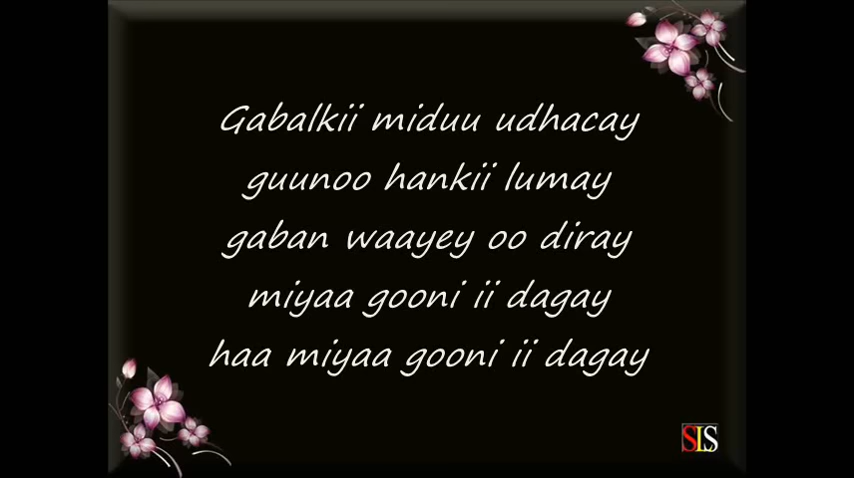 Gabalkii miduu udhacay
guunoo hankii lumay
gaban waayey oo diray
miyaa gooni ii dagay
haa miyaa gooni ii dagay
SLS